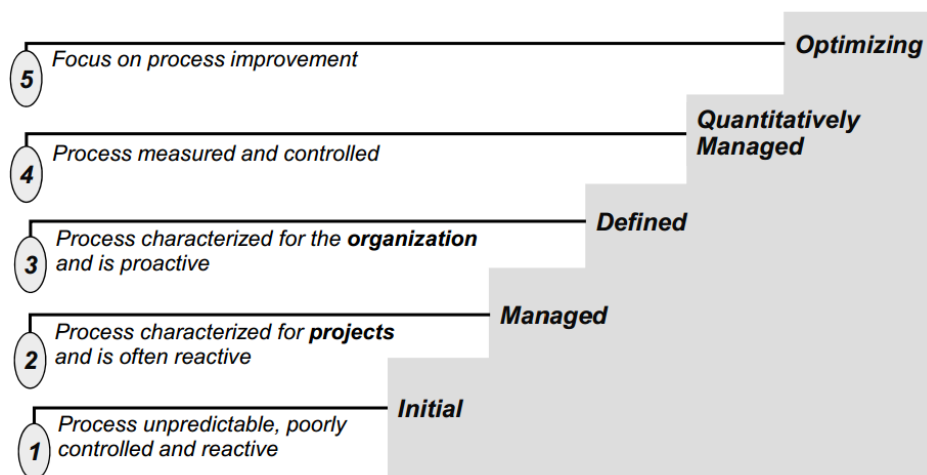 Optimizing
5
Focus on process improvement
Quantitatively
Managed
4
Process measured and controlled
Defined
3
Process characterized for the organization
and is proactive
Managed
2
Process characterized for projects
and is often reactive
Initial
1
Process unpredictable, poorly
controlled and reactive